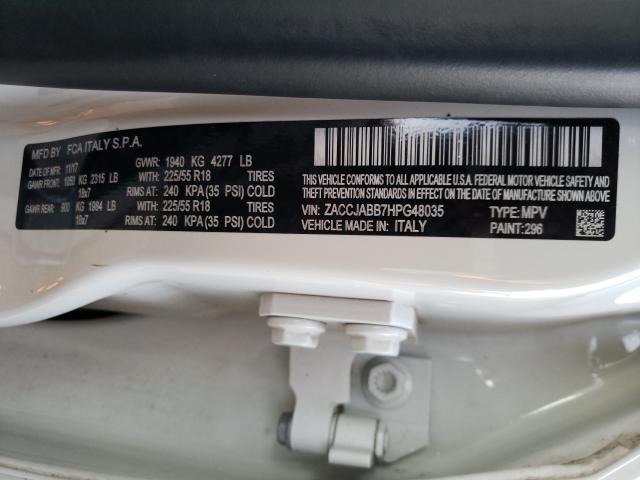 MFD BY FCA ITALY S.P.A.
DATE OF MFR 11/17 GVWR: 1940 KG 4277 LB
GAWR FRONT: 1050 KG 2315 LB WITH: 225/55 R18 TIRES
18x7 RIMS AT: 240 KPA(35 PSI) COLD
GAWR REAR: 900 KG 1984 LB WITH: 225/55 R18 TIRES
18x7 RIMS AT: 240 KPA(35 PSI) COLD
THIS VEHICLE CONFORMS TO ALL APPLICABLE U.S.A. FEDERAL MOTOR VEHICLE SAFETY AND
THEFT PREVENTION STANDARDS IN EFFECT ON THE DATE OF MANUFACTURE SHOWN ABOVE
VIN: ZACCJABB7HPG48035 TYPE: MPV
VEHICLE MADE IN: ITALY PAINT: 296